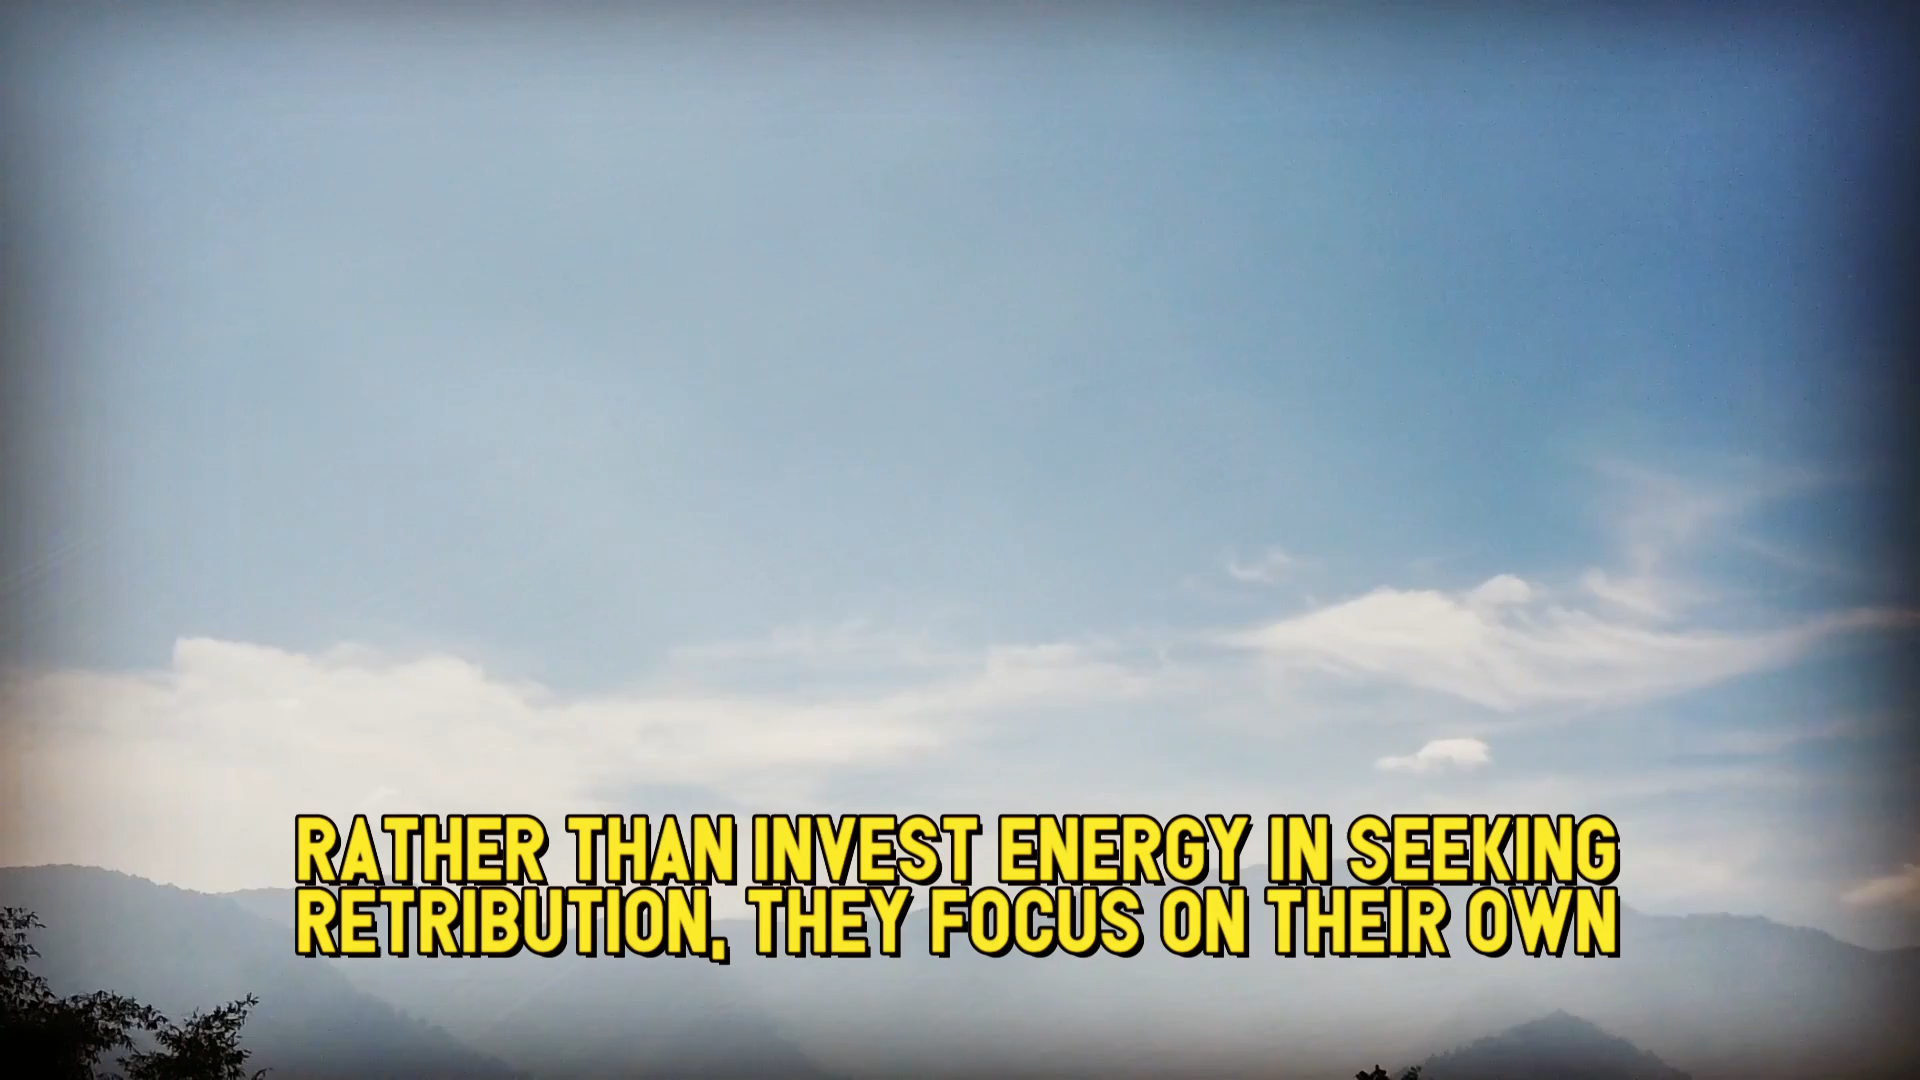 RATHER THAN INVEST ENERGY IN SEEKING
RETRIBUTION, THEY FOCUS ON THEIR OWN